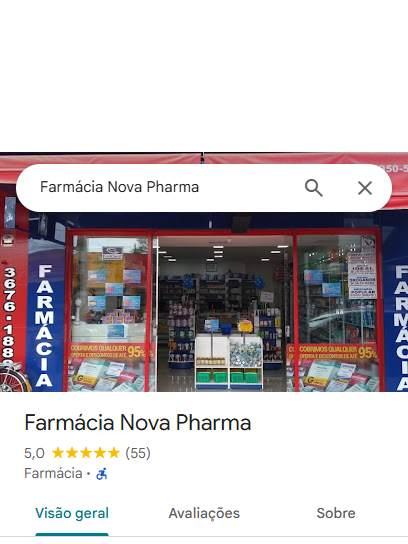 Farmácia Nova Pharma
3676-188
FARMÁCIA
COBRIMOS QUALQUER
OFERTA E DESCONTOS DE ATÉ 95%
COBRIMOS QUALQUER
OFERTA E DESCONTOS DE ATÉ 95%
Farmácia Nova Pharma
5,0 ★★★★★ (55)
Farmácia ·
Visão geral
Avaliações
Sobre